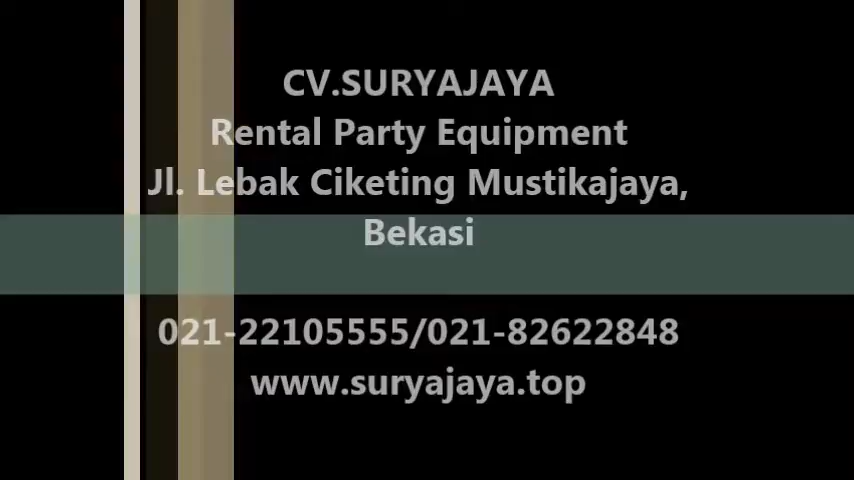 CV.SURYAJAYA
Rental Party Equipment
Jl. Lebak Ciketing Mustikajaya,
Bekasi
021-22105555/021-82622848
www.suryajaya.top